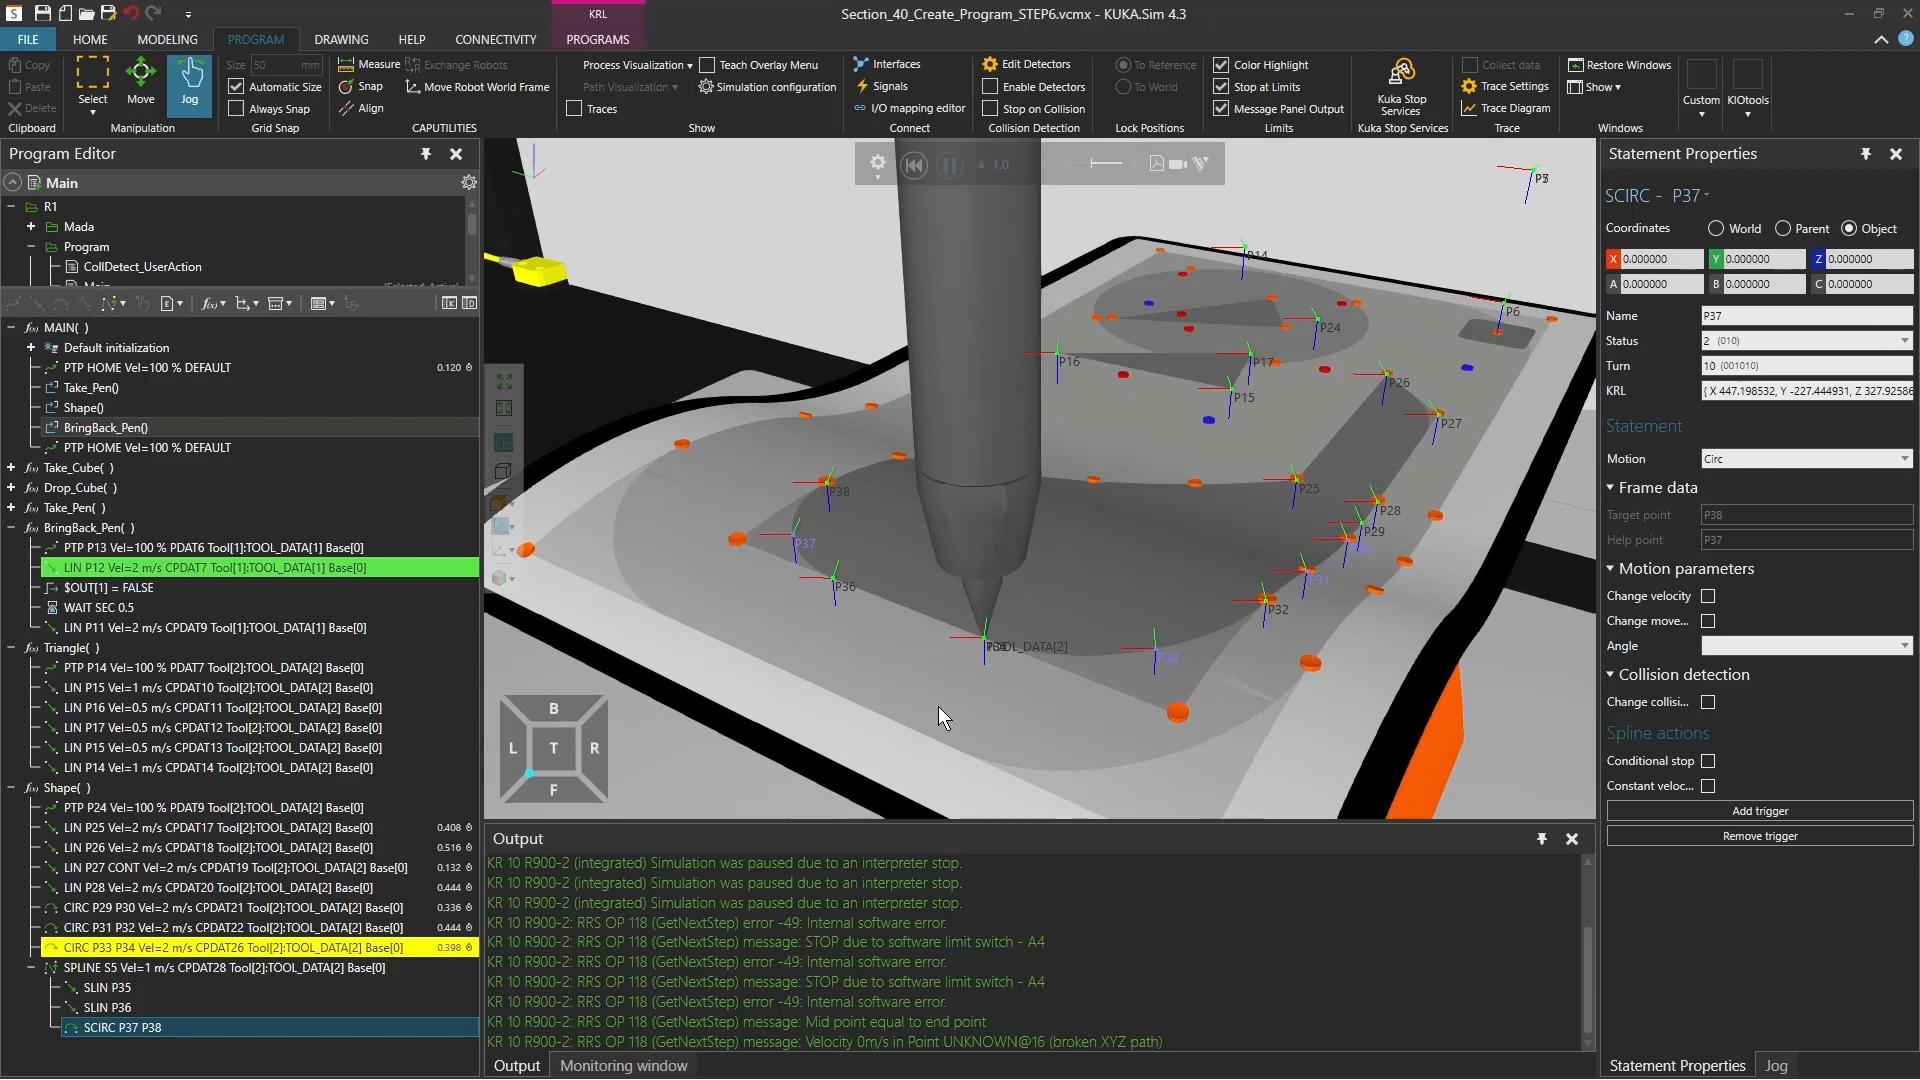 Section_40_Create_Program_STEP6.vcmx - KUKA.Sim 4.3
KRL
FILE
HOME
MODELING
PROGRAM
DRAWING
HELP
CONNECTIVITY
PROGRAMS
Copy
Paste
Delete
Clipboard
Select
Move
Jog
Manipulation
Size 50 mm
Automatic Size
Always Snap
Grid Snap
Measure
Snap
Align
Exchange Robots
Move Robot World Frame
CAPUTILITIES
Process Visualization
Path Visualization
Traces
Teach Overlay Menu
Simulation configuration
Show
Interfaces
Signals
I/O mapping editor
Connect
Edit Detectors
Enable Detectors
Stop on Collision
Collision Detection
To Reference
To World
Lock Positions
Color Highlight
Stop at Limits
Message Panel Output
Limits
Kuka Stop Services
Kuka Stop Services
Collect data
Trace Settings
Trace Diagram
Trace
Restore Windows
Show
Windows
Custom
KIOtools
Program Editor
Main
R1
Mada
Program
CollDetect_UserAction
MAIN( )
Default initialization
PTP HOME Vel=100 % DEFAULT 0.120
Take_Pen()
Shape()
BringBack_Pen()
PTP HOME Vel=100 % DEFAULT
Take_Cube( )
Drop_Cube( )
Take_Pen( )
BringBack_Pen( )
PTP P13 Vel=100 % PDAT6 Tool[1]:TOOL_DATA[1] Base[0]
LIN P12 Vel=2 m/s CPDAT7 Tool[1]:TOOL_DATA[1] Base[0]
$OUT[1] = FALSE
WAIT SEC 0.5
LIN P11 Vel=2 m/s CPDAT9 Tool[1]:TOOL_DATA[1] Base[0]
Triangle( )
PTP P14 Vel=100 % PDAT7 Tool[2]:TOOL_DATA[2] Base[0]
LIN P15 Vel=1 m/s CPDAT10 Tool[2]:TOOL_DATA[2] Base[0]
LIN P16 Vel=0.5 m/s CPDAT11 Tool[2]:TOOL_DATA[2] Base[0]
LIN P17 Vel=0.5 m/s CPDAT12 Tool[2]:TOOL_DATA[2] Base[0]
LIN P15 Vel=0.5 m/s CPDAT13 Tool[2]:TOOL_DATA[2] Base[0]
LIN P14 Vel=1 m/s CPDAT14 Tool[2]:TOOL_DATA[2] Base[0]
Shape( )
PTP P24 Vel=100 % PDAT9 Tool[2]:TOOL_DATA[2] Base[0]
LIN P25 Vel=2 m/s CPDAT17 Tool[2]:TOOL_DATA[2] Base[0] 0.408
LIN P26 Vel=2 m/s CPDAT18 Tool[2]:TOOL_DATA[2] Base[0] 0.516
LIN P27 CONT Vel=2 m/s CPDAT19 Tool[2]:TOOL_DATA[2] Base[0] 0.132
LIN P28 Vel=2 m/s CPDAT20 Tool[2]:TOOL_DATA[2] Base[0] 0.444
CIRC P29 P30 Vel=2 m/s CPDAT21 Tool[2]:TOOL_DATA[2] Base[0] 0.336
CIRC P31 P32 Vel=2 m/s CPDAT22 Tool[2]:TOOL_DATA[2] Base[0] 0.444
CIRC P33 P34 Vel=2 m/s CPDAT26 Tool[2]:TOOL_DATA[2] Base[0] 0.398
SPLINE S5 Vel=1 m/s CPDAT28 Tool[2]:TOOL_DATA[2] Base[0]
SLIN P35
SLIN P36
SCIRC P37 P38
x 1.0
P14
P6
P24
P16
P17
P15
P26
P27
P38
P25
P28
P29
P37
P36
P31
P32
TOOL_DATA[2]
P33
B
L
T
R
F
Output
KR 10 R900-2 (integrated) Simulation was paused due to an interpreter stop.
KR 10 R900-2 (integrated) Simulation was paused due to an interpreter stop.
KR 10 R900-2 (integrated) Simulation was paused due to an interpreter stop.
KR 10 R900-2: RRS OP 118 (GetNextStep) error -49: Internal software error.
KR 10 R900-2: RRS OP 118 (GetNextStep) message: STOP due to software limit switch - A4
KR 10 R900-2: RRS OP 118 (GetNextStep) error -49: Internal software error.
KR 10 R900-2: RRS OP 118 (GetNextStep) message: STOP due to software limit switch - A4
KR 10 R900-2: RRS OP 118 (GetNextStep) error -49: Internal software error.
KR 10 R900-2: RRS OP 118 (GetNextStep) message: Mid point equal to end point
KR 10 R900-2: RRS OP 118 (GetNextStep) message: Velocity 0m/s in Point UNKNOWN@16 (broken XYZ path)
Output
Monitoring window
Statement Properties
SCIRC - P37
Coordinates World Parent Object
X 0.000000 Y 0.000000 Z 0.000000
A 0.000000 B 0.000000 C 0.000000
Name P37
Status 2 (010)
Turn 10 (001010)
KRL { X 447.198532, Y -227.444931, Z 327.92586
Statement
Motion Circ
Frame data
Target point P38
Help point P37
Motion parameters
Change velocity
Change move...
Angle
Collision detection
Change collisi...
Spline actions
Conditional stop
Constant veloc...
Add trigger
Remove trigger
Statement Properties
Jog